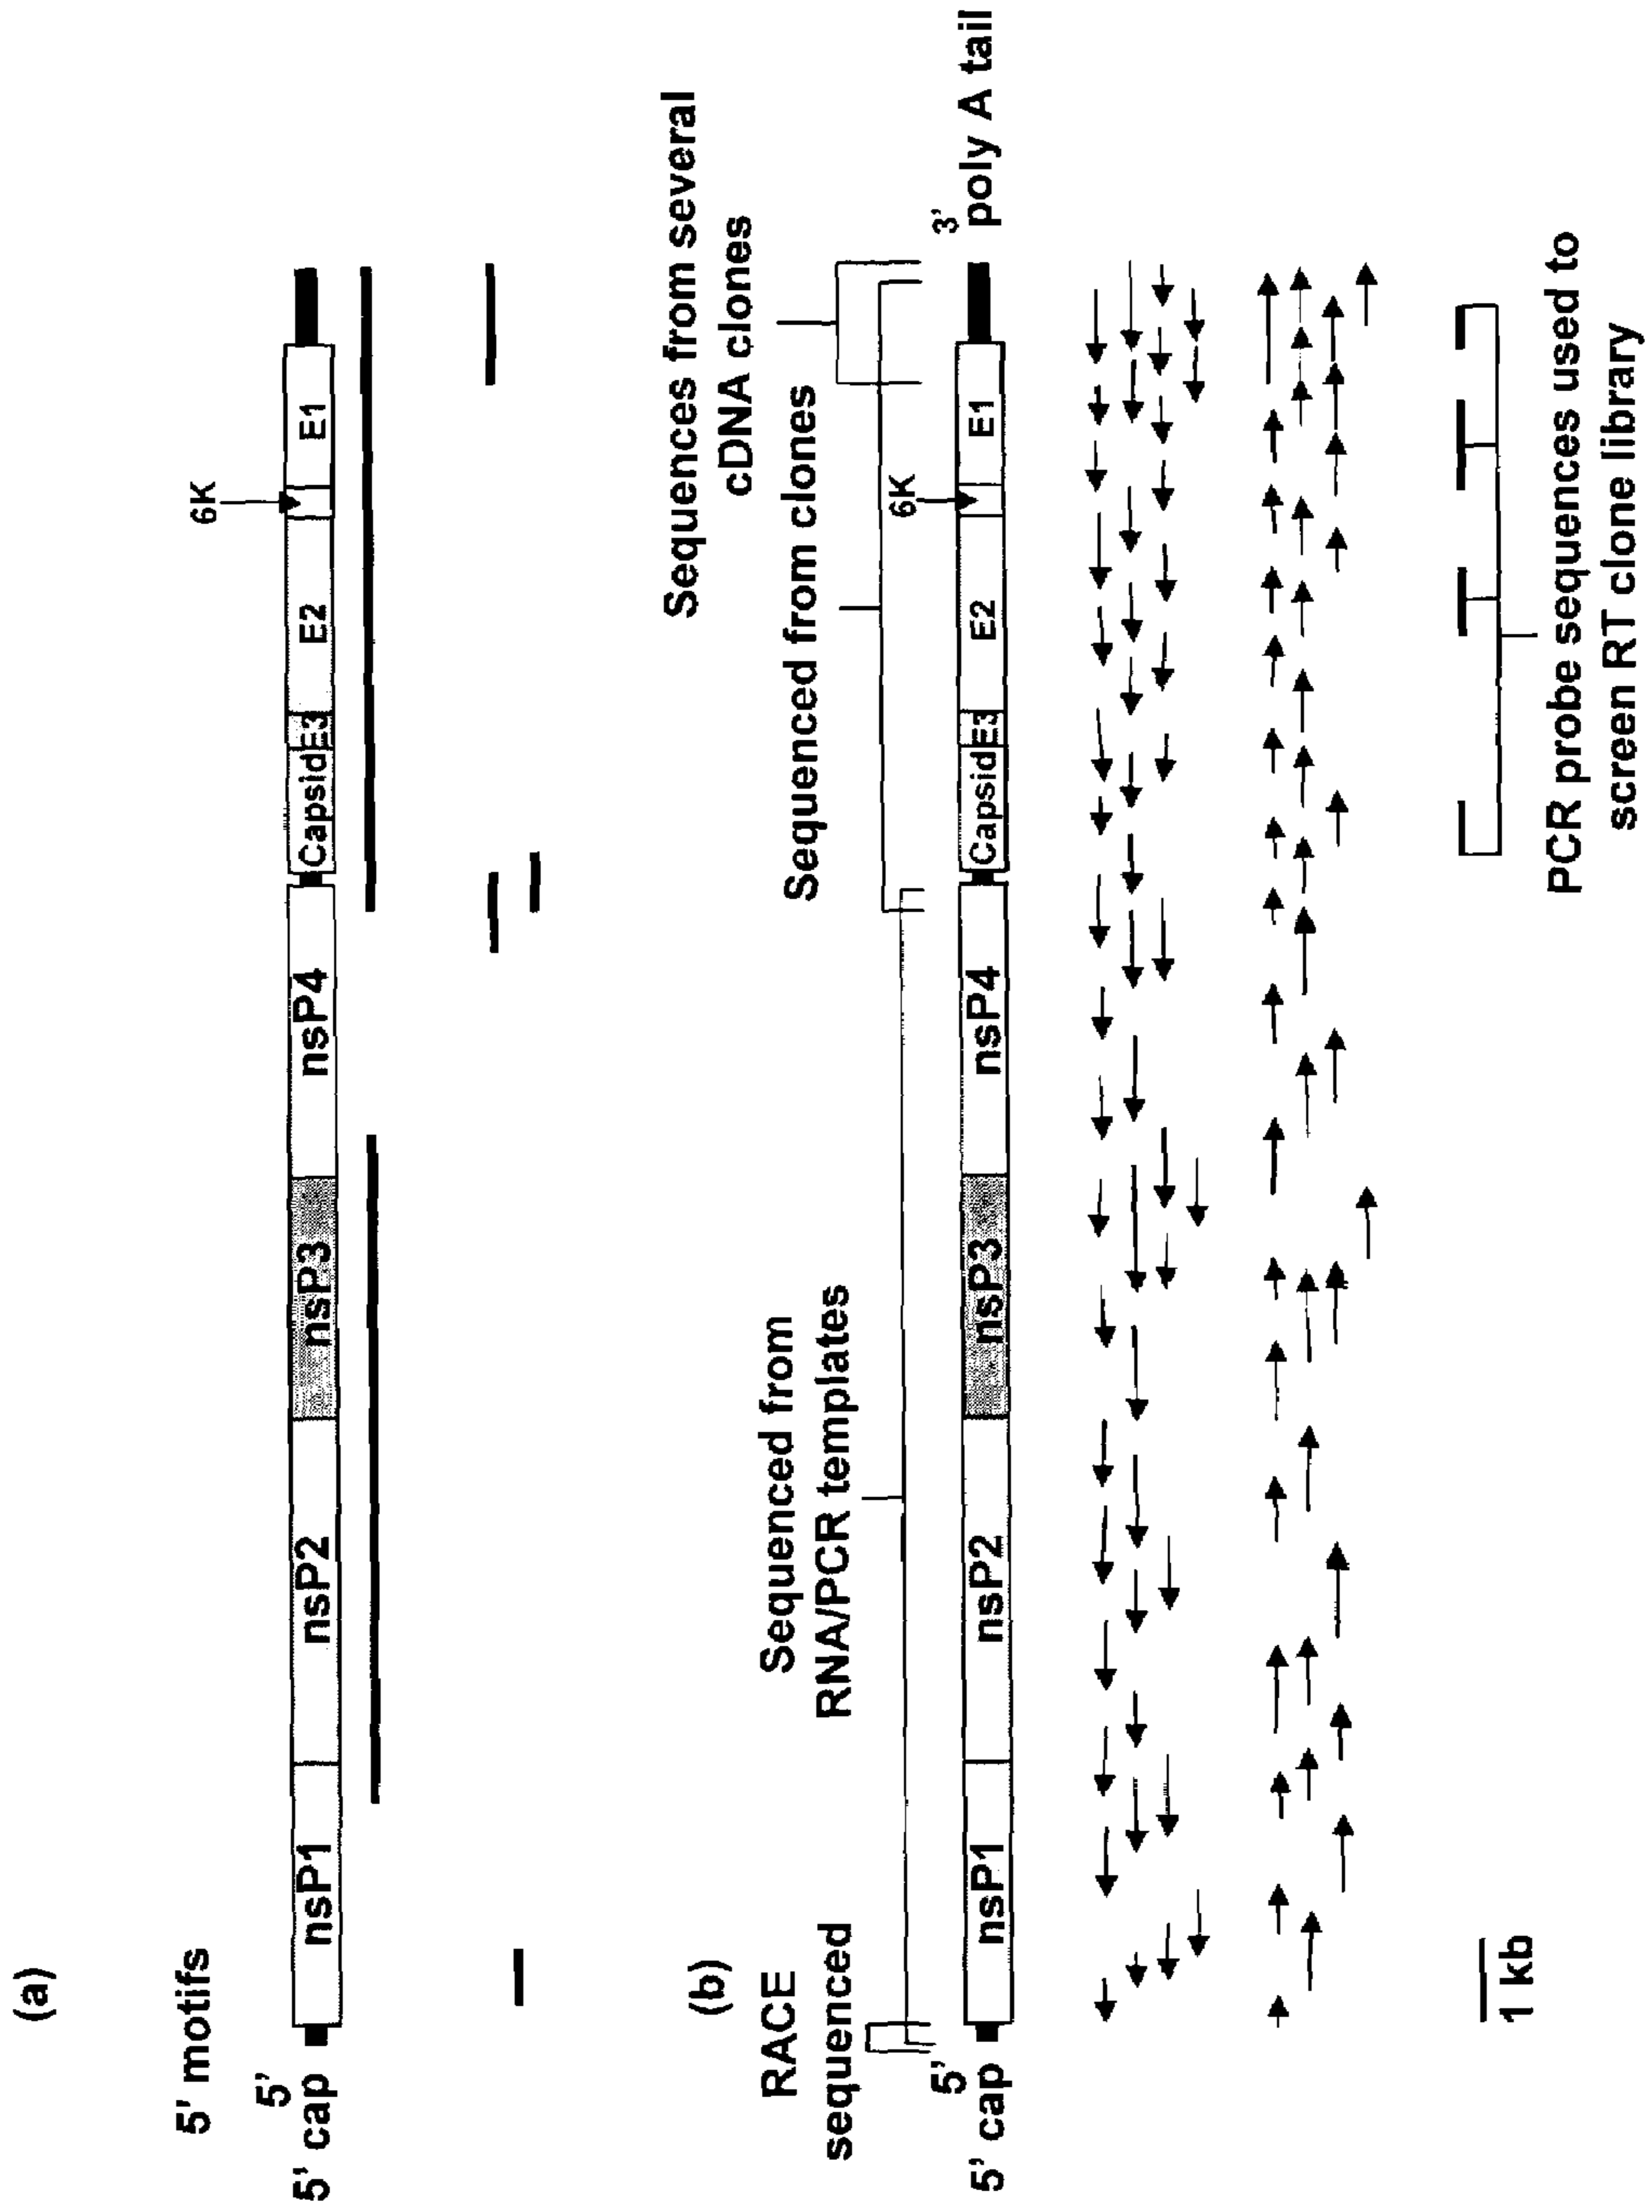 (a)
5' motifs
6K
5'
5' cap
nsP1
nsP2
nsP3
nsP4
Capsid
E3
E2
E1
(b)
RACE
sequenced
Sequenced from
RNA/PCR templates
Sequenced from clones
Sequences from several
cDNA clones
6K
5'
5' cap
nsP1
nsP2
nsP3
nsP4
Capsid
E3
E2
E1
3'
poly A tail
1 kb
PCR probe sequences used to
screen RT clone library